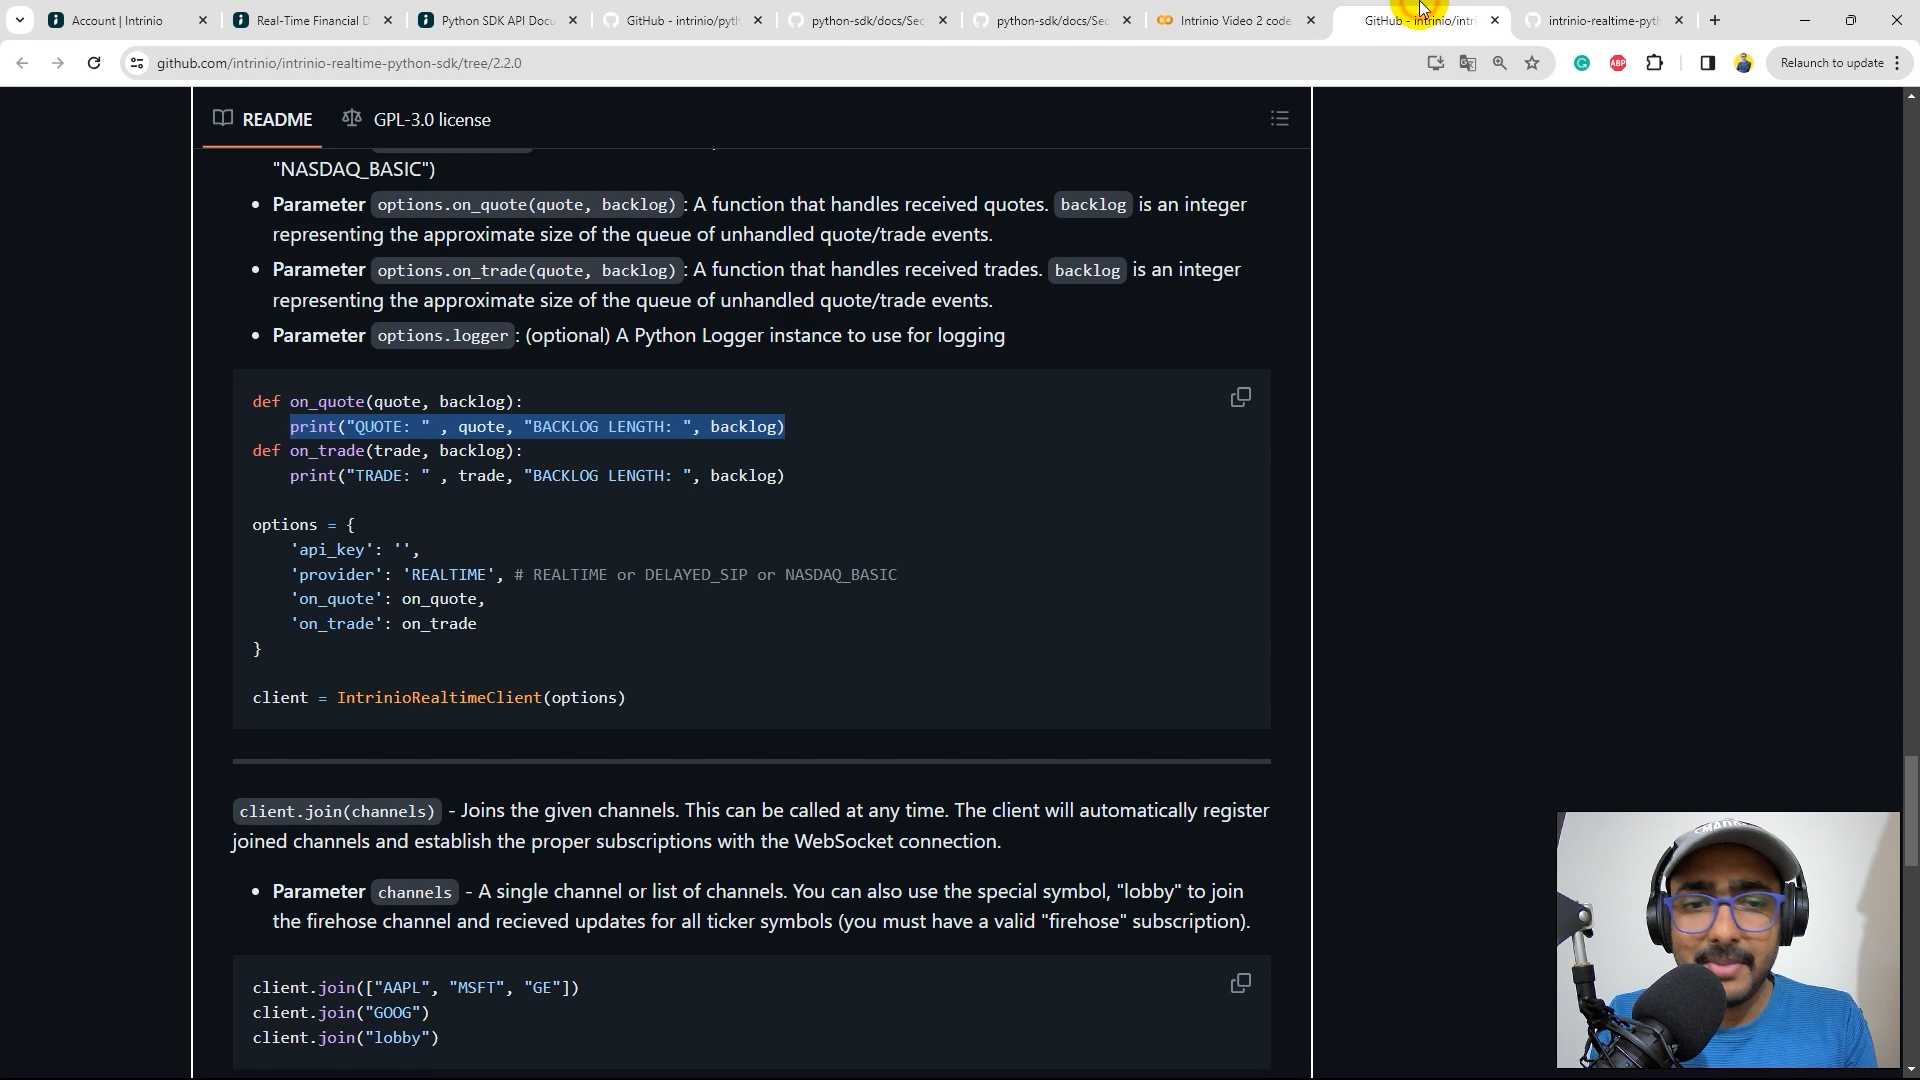 Account | Intrinio
Real-Time Financial D
Python SDK API Docu
GitHub - intrinio/pyth
python-sdk/docs/Sec
python-sdk/docs/Sec
Intrinio Video 2 code
GitHub - intrinio/intri
intrinio-realtime-pyth
github.com/intrinio/intrinio-realtime-python-sdk/tree/2.2.0
ABP
Relaunch to update
README
GPL-3.0 license
"NASDAQ_BASIC")
• Parameter options.on_quote(quote, backlog): A function that handles received quotes. backlog is an integer
representing the approximate size of the queue of unhandled quote/trade events.
• Parameter options.on_trade(quote, backlog): A function that handles received trades. backlog is an integer
representing the approximate size of the queue of unhandled quote/trade events.
• Parameter options.logger: (optional) A Python Logger instance to use for logging
def on_quote(quote, backlog):
print("QUOTE: " , quote, "BACKLOG LENGTH: ", backlog)
def on_trade(trade, backlog):
print("TRADE: " , trade, "BACKLOG LENGTH: ", backlog)
options = {
'api_key': '',
'provider': 'REALTIME', # REALTIME or DELAYED_SIP or NASDAQ_BASIC
'on_quote': on_quote,
'on_trade': on_trade
}
client = IntrinioRealtimeClient(options)
client.join(channels) - Joins the given channels. This can be called at any time. The client will automatically register
joined channels and establish the proper subscriptions with the WebSocket connection.
• Parameter channels - A single channel or list of channels. You can also use the special symbol, "lobby" to join
the firehose channel and recieved updates for all ticker symbols (you must have a valid "firehose" subscription).
client.join(["AAPL", "MSFT", "GE"])
client.join("GOOG")
client.join("lobby")